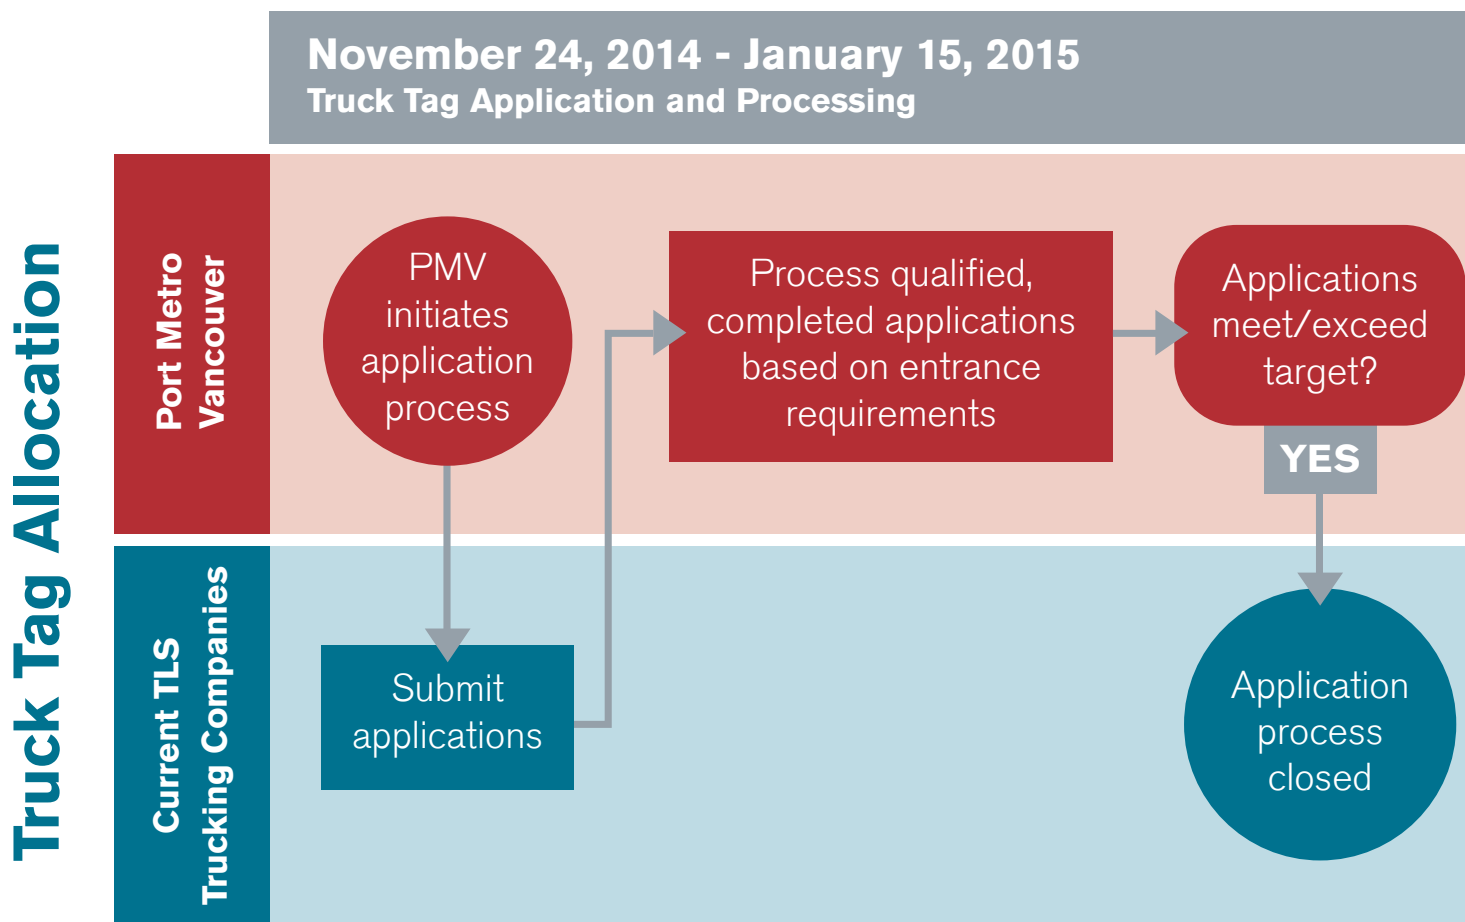 November 24, 2014 - January 15, 2015
Truck Tag Application and Processing
Truck Tag Allocation
Port Metro
Vancouver
PMV
initiates
application
process
Process qualified,
completed applications
based on entrance
requirements
Applications
meet/exceed
target?
YES
Current TLS
Trucking Companies
Submit
applications
Application
process
closed